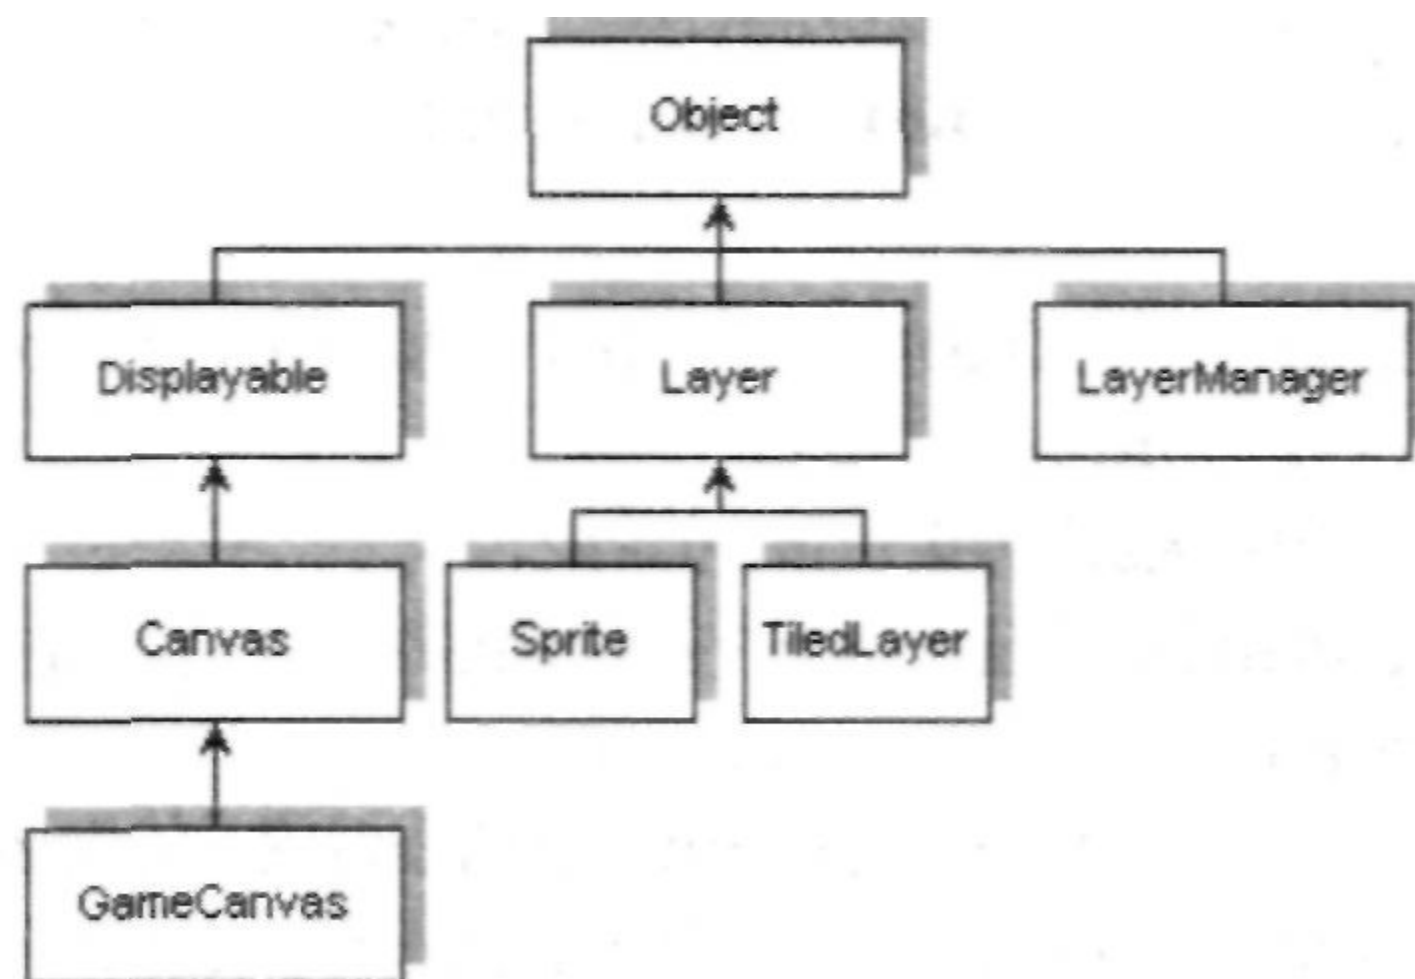 Object
Displayable
Layer
LayerManager
Canvas
Sprite
TiledLayer
GameCanvas